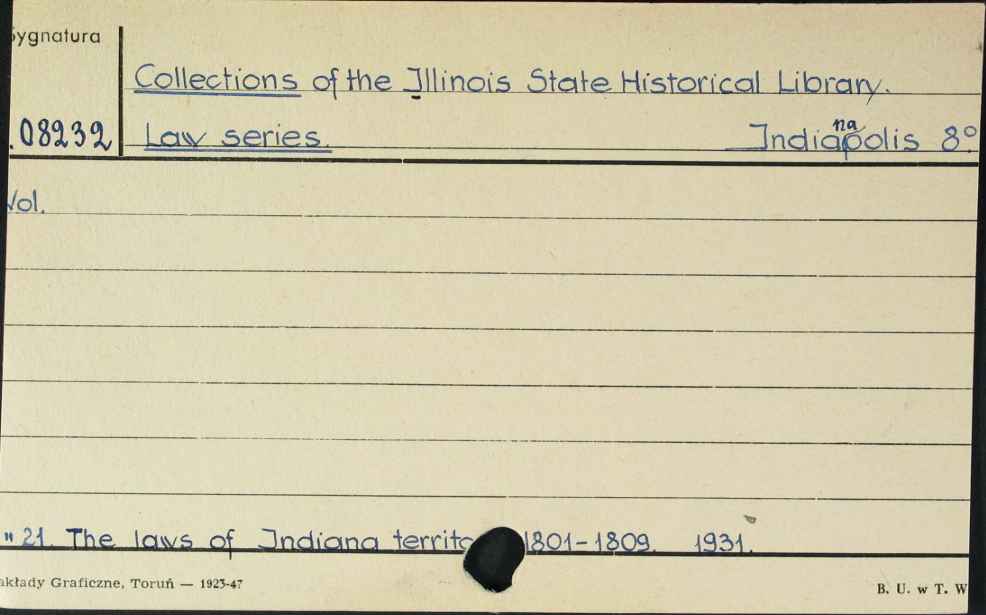 ygnatura
Collections of the Illinois State Historical Library.
.08232 Law series. Indianapolis 8°
Vol.
" 21. The laws of Indiana territo 1801-1809. 1931.
akłady Graficzne, Toruń — 1923-47 B. U. w T. W